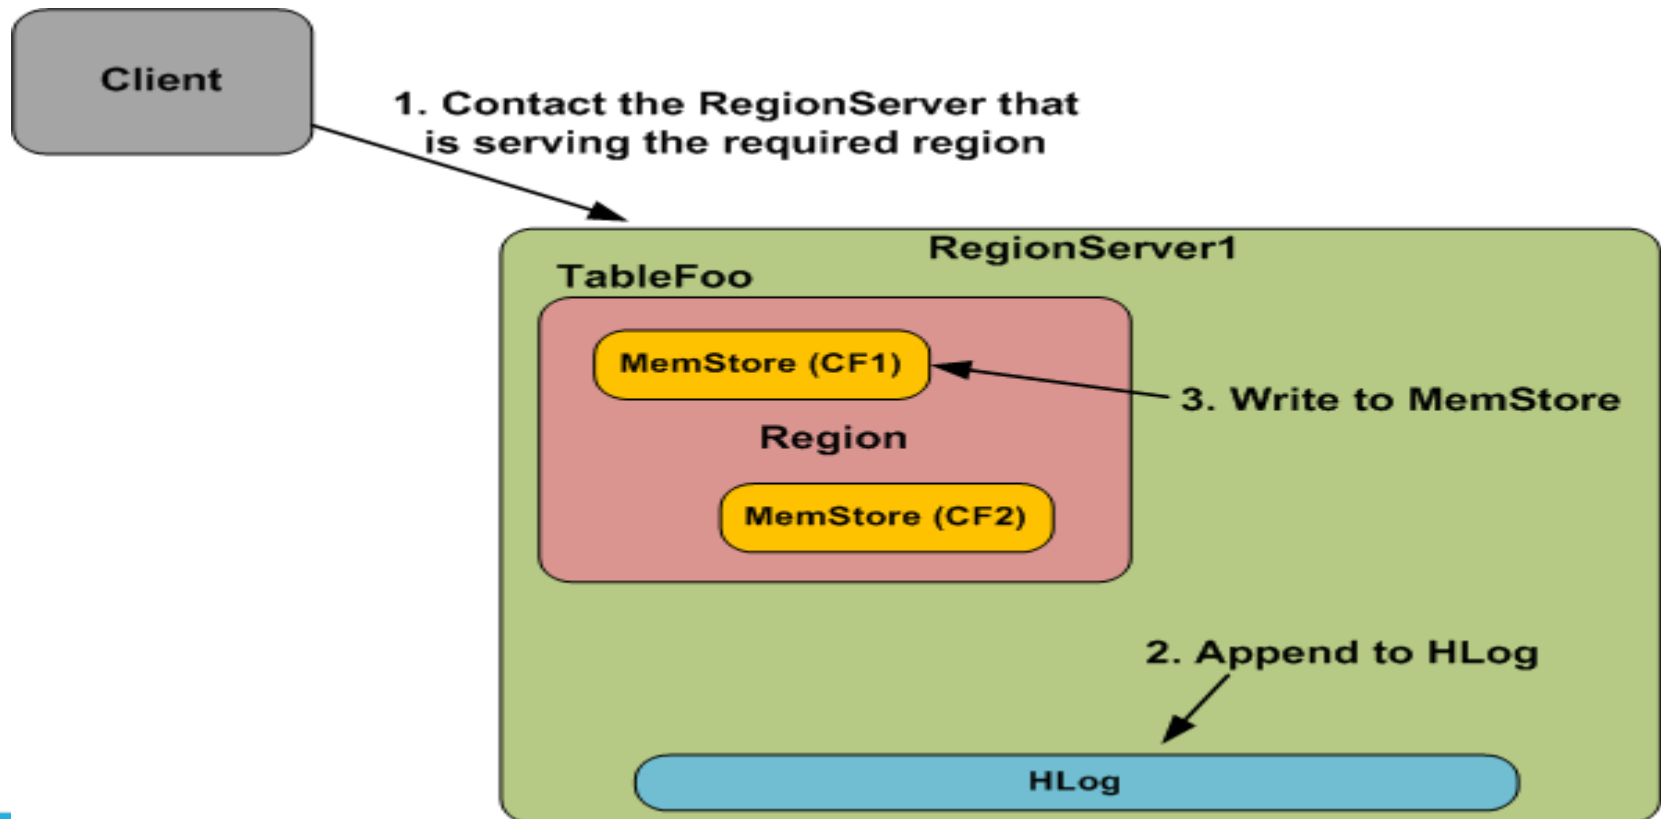 Client
1. Contact the RegionServer that
is serving the required region
RegionServer1
TableFoo
MemStore (CF1)
3. Write to MemStore
Region
MemStore (CF2)
2. Append to HLog
HLog